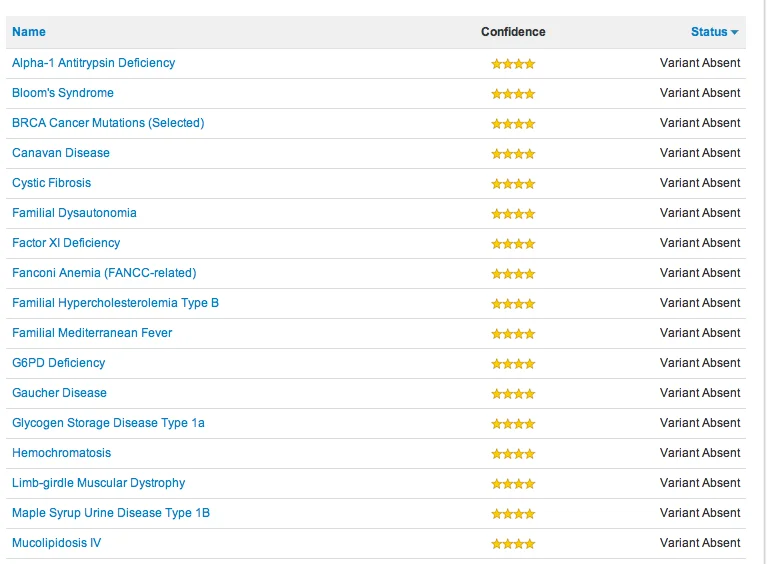 Name Confidence Status
Alpha-1 Antitrypsin Deficiency Variant Absent
Bloom's Syndrome Variant Absent
BRCA Cancer Mutations (Selected) Variant Absent
Canavan Disease Variant Absent
Cystic Fibrosis Variant Absent
Familial Dysautonomia Variant Absent
Factor XI Deficiency Variant Absent
Fanconi Anemia (FANCC-related) Variant Absent
Familial Hypercholesterolemia Type B Variant Absent
Familial Mediterranean Fever Variant Absent
G6PD Deficiency Variant Absent
Gaucher Disease Variant Absent
Glycogen Storage Disease Type 1a Variant Absent
Hemochromatosis Variant Absent
Limb-girdle Muscular Dystrophy Variant Absent
Maple Syrup Urine Disease Type 1B Variant Absent
Mucolipidosis IV Variant Absent